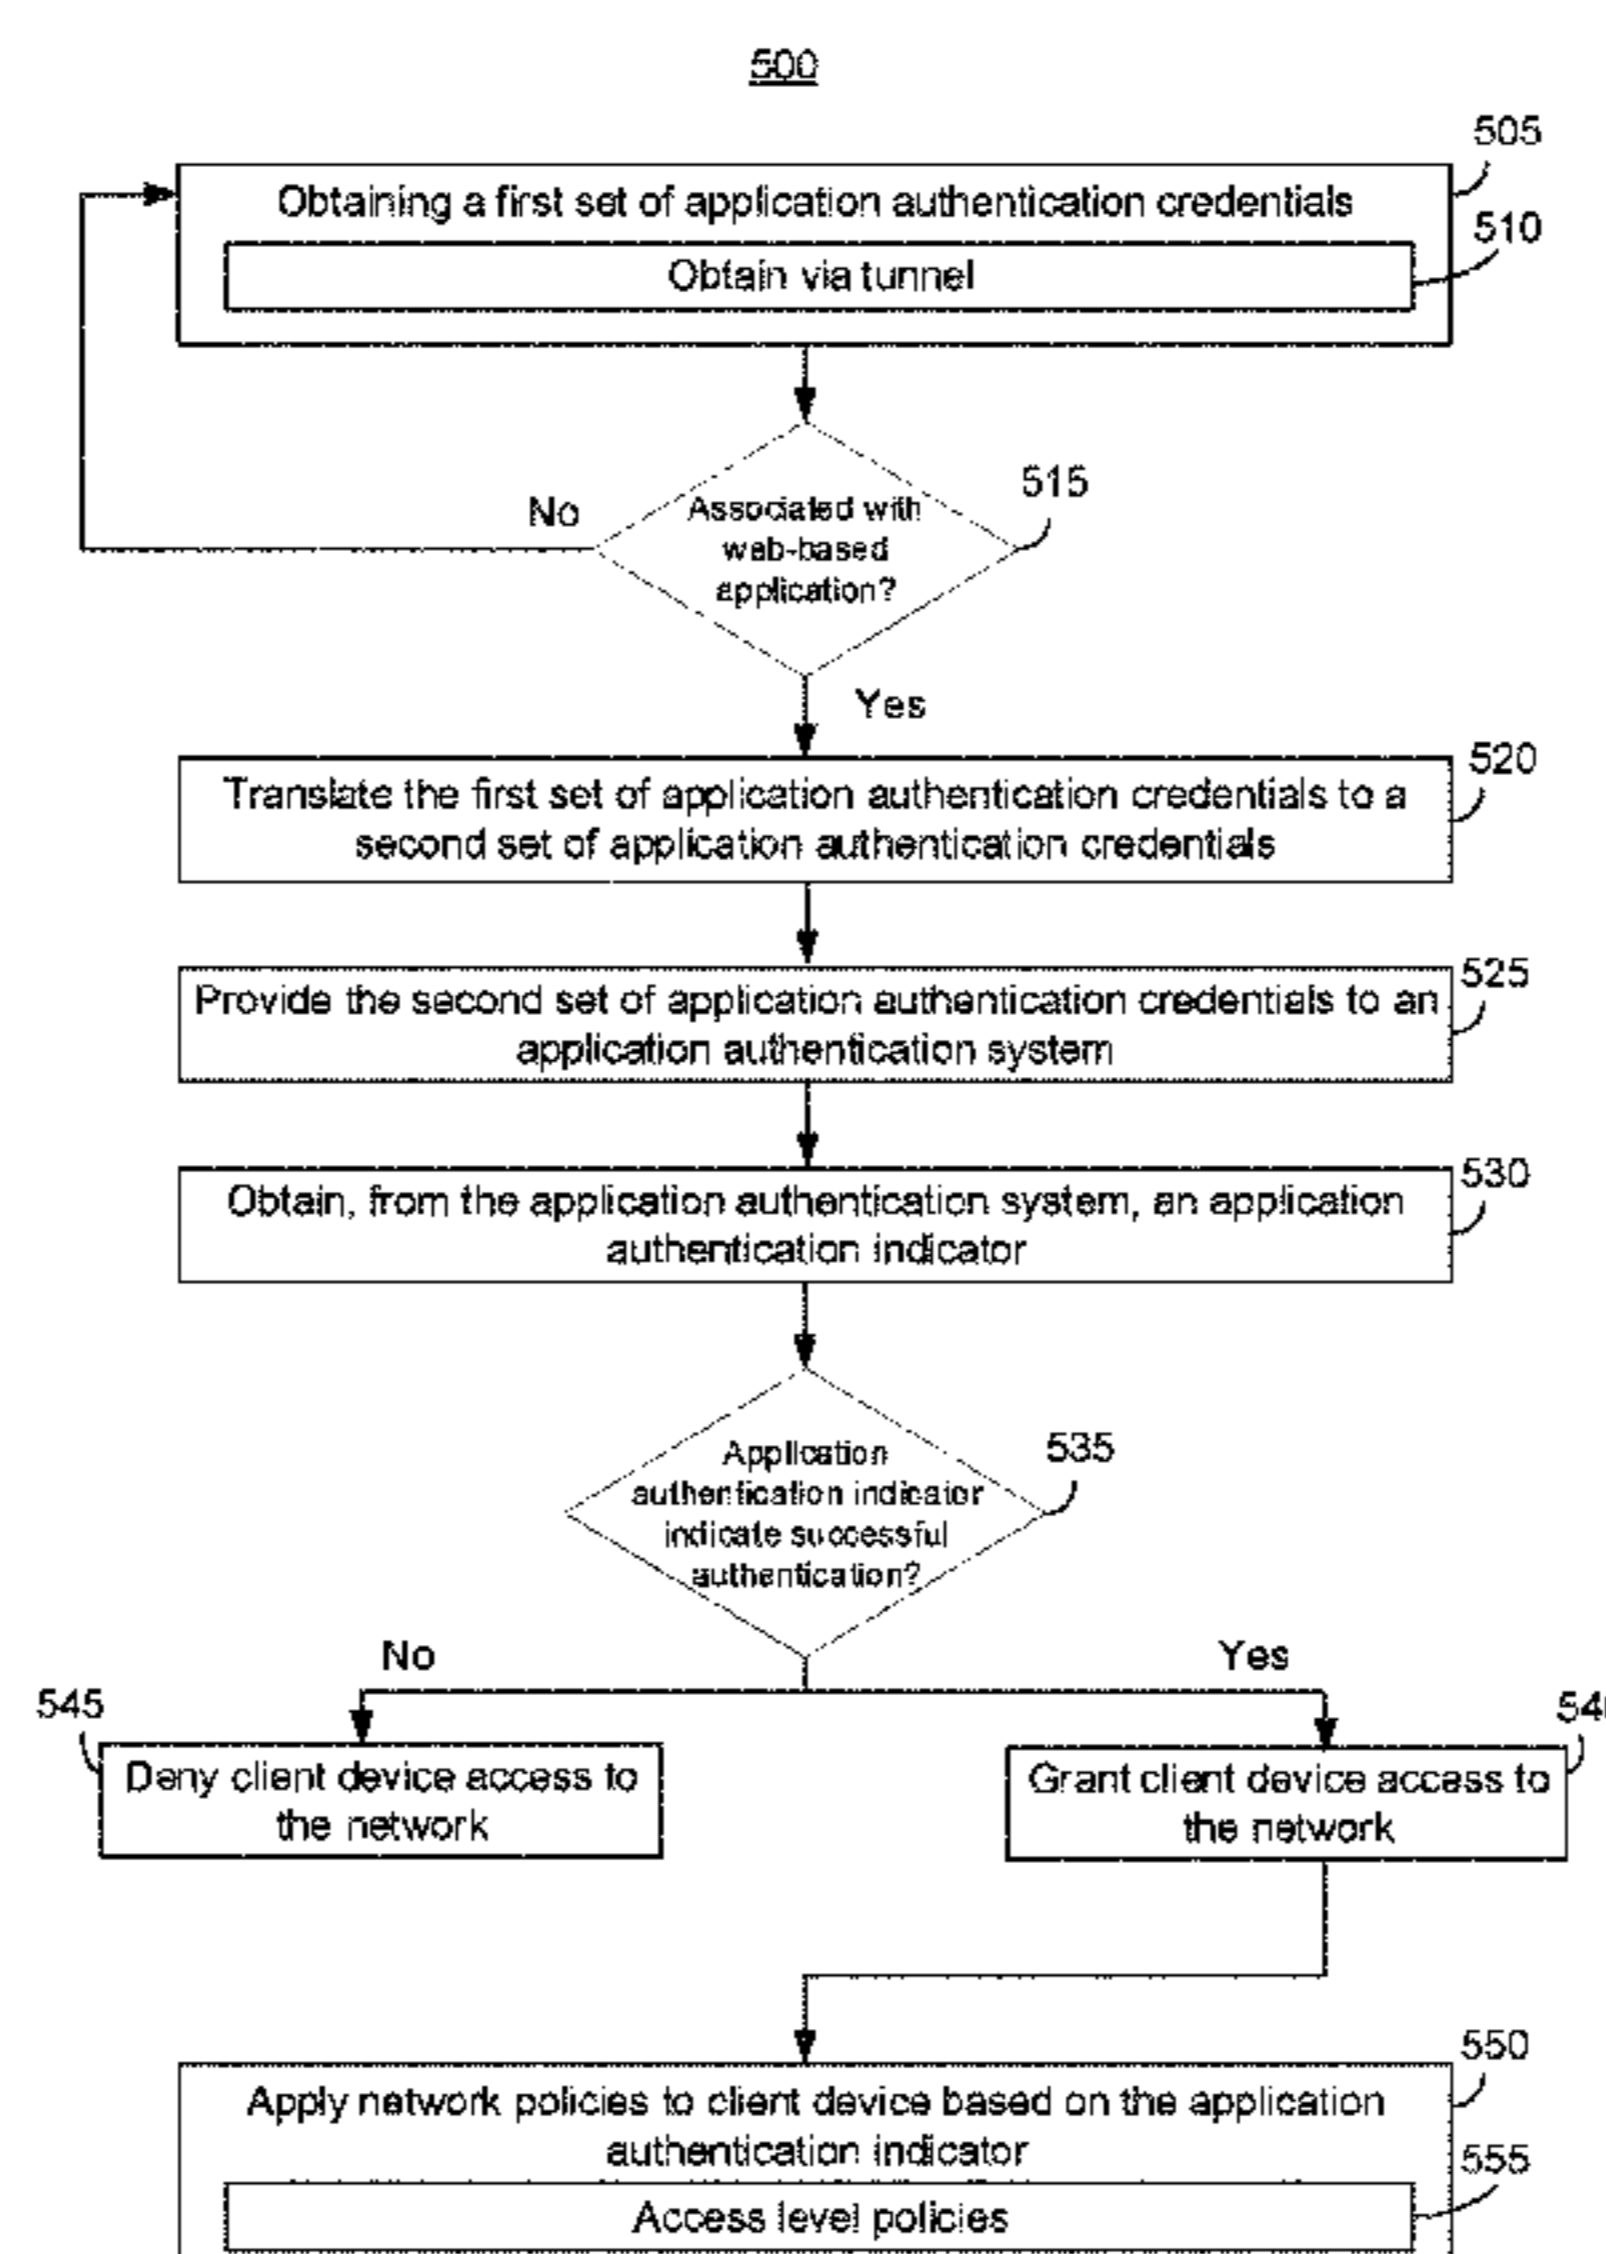 500
505
Obtaining a first set of application authentication credentials
510
Obtain via tunnel
515
No
Associated with
web-based
application?
Yes
520
Translate the first set of application authentication credentials to a
second set of application authentication credentials
525
Provide the second set of application authentication credentials to an
application authentication system
530
Obtain, from the application authentication system, an application
authentication indicator
535
Application
authentication indicator
indicate successful
authentication?
No
Yes
545
Deny client device access to
the network
Grant client device access to
the network
550
Apply network policies to client device based on the application
authentication indicator
555
Access level policies